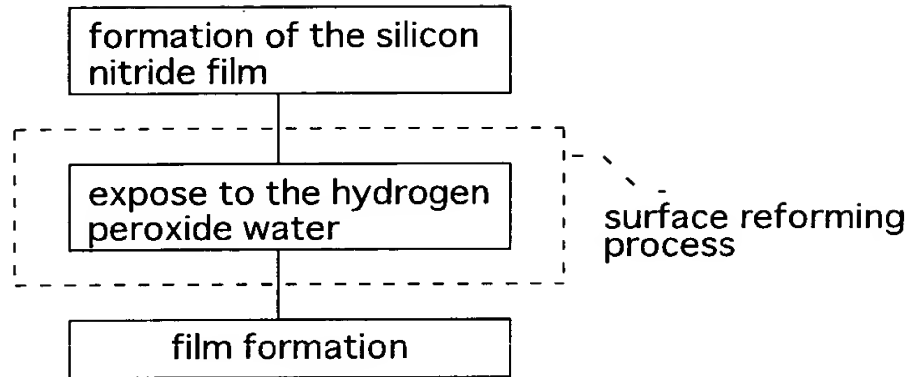 formation of the silicon
nitride film
expose to the hydrogen
peroxide water
surface reforming
process
film formation